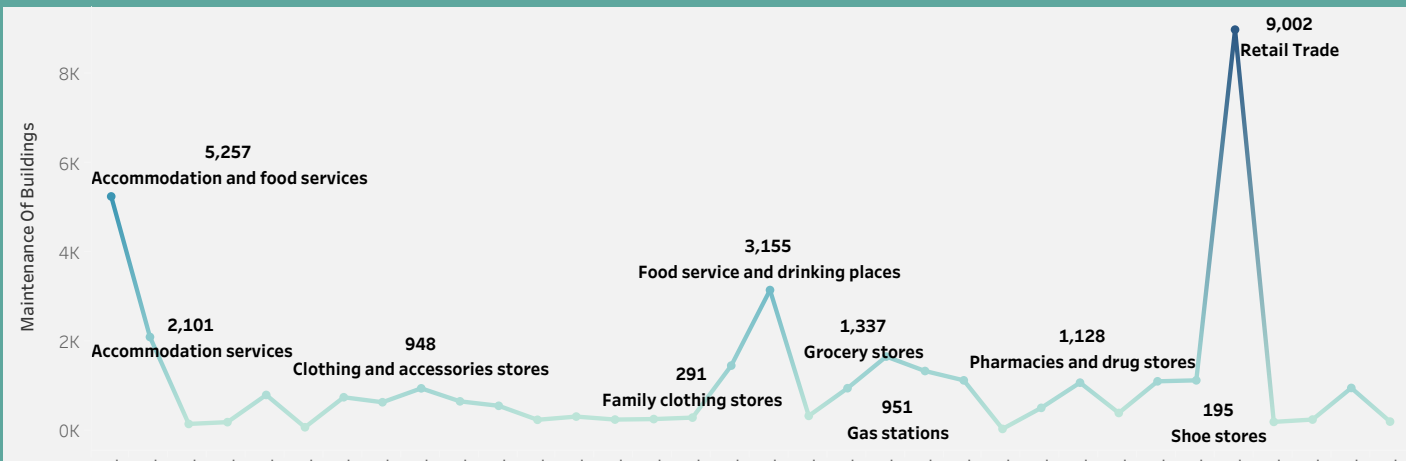 Maintenance Of Buildings
8K
6K
4K
2K
0K
9,002
Retail Trade
5,257
Accommodation and food services
3,155
Food service and drinking places
2,101
Accommodation services
948
Clothing and accessories stores
291
Family clothing stores
1,337
Grocery stores
951
Gas stations
1,128
Pharmacies and drug stores
195
Shoe stores